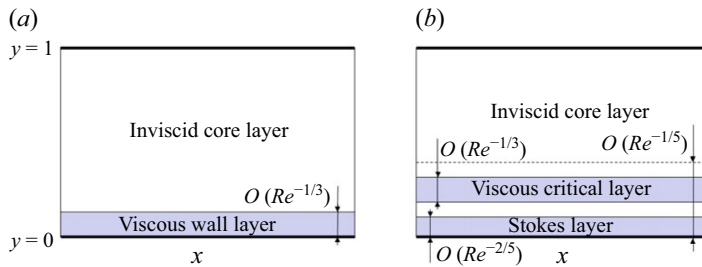 (a)
y = 1
Inviscid core layer
O (Re^{−1/3})
Viscous wall layer
y = 0
x
(b)
Inviscid core layer
O (Re^{−1/3})
O (Re^{−1/5})
Viscous critical layer
Stokes layer
O (Re^{−2/5})
x